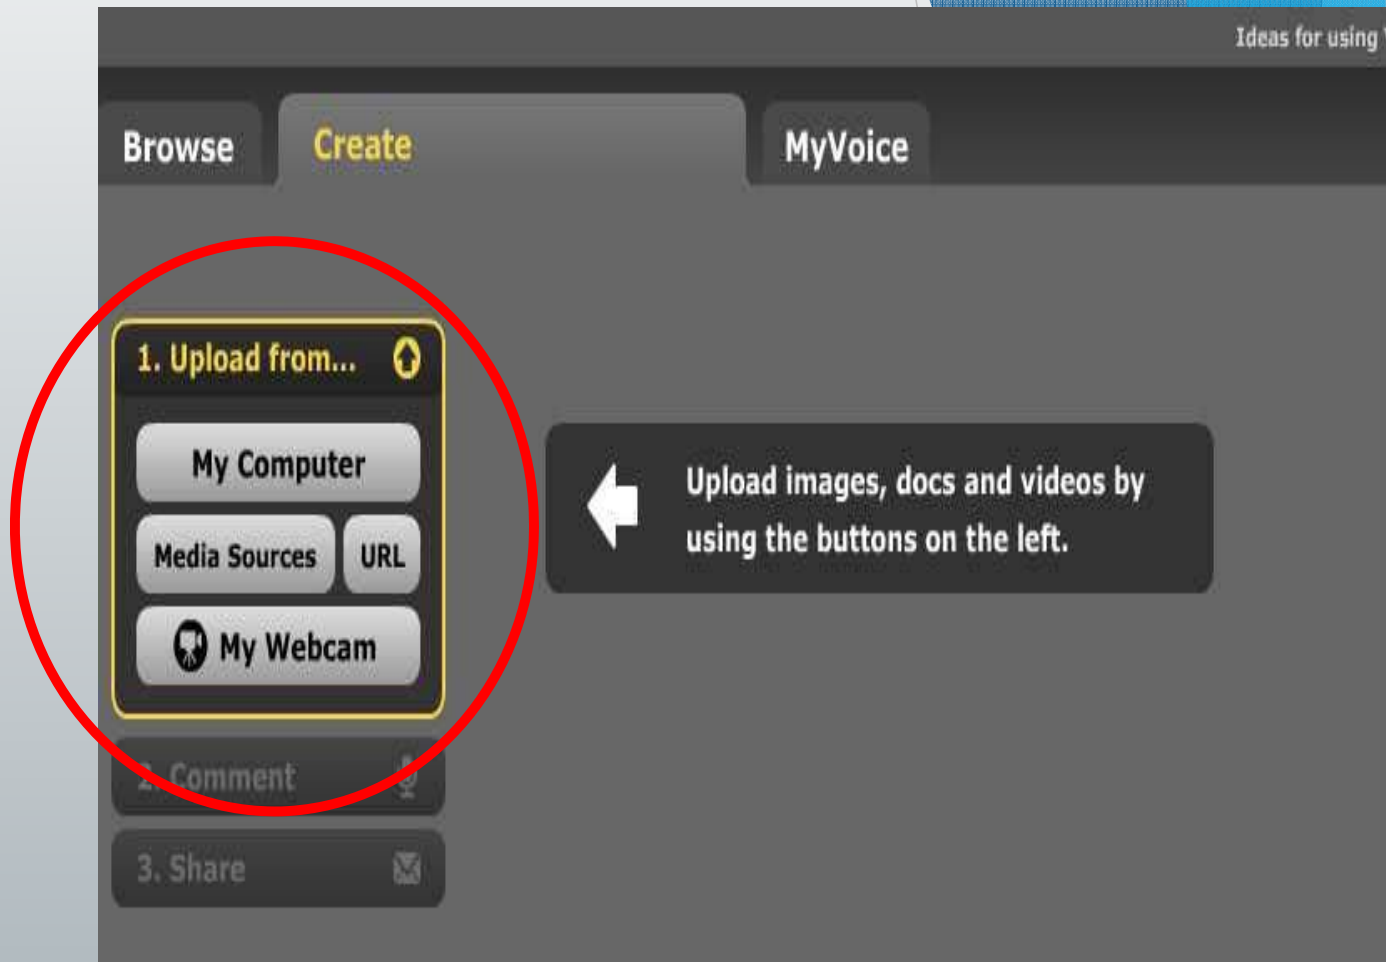 Ideas for using
Browse
Create
MyVoice
1. Upload from...
My Computer
Media Sources
URL
My Webcam
Upload images, docs and videos by
using the buttons on the left.
2. Comment
3. Share